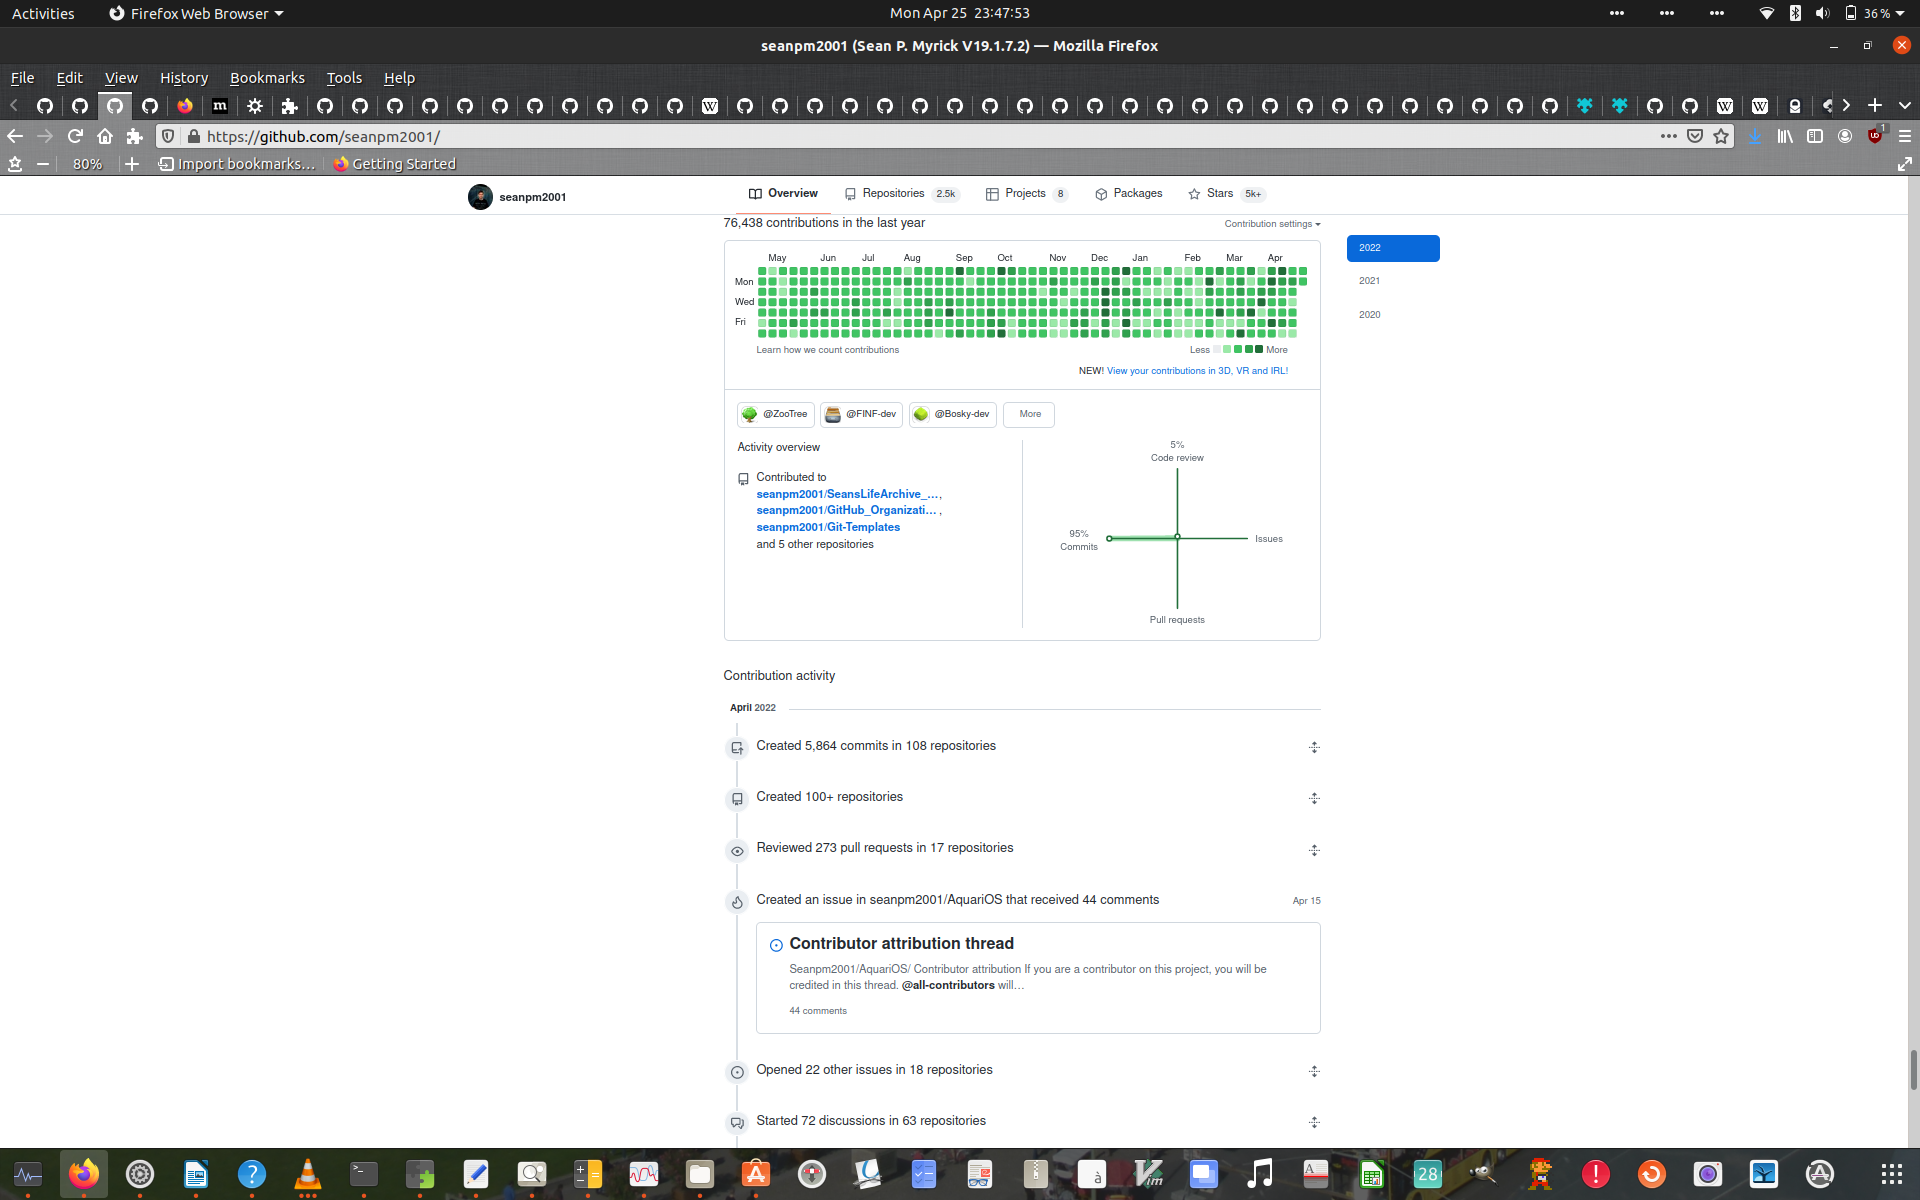 Activities
Firefox Web Browser
Mon Apr 25 23:47:53
36 %
seanpm2001 (Sean P. Myrick V19.1.7.2) — Mozilla Firefox
File Edit View History Bookmarks Tools Help
https://github.com/seanpm2001/
80%
Import bookmarks...
Getting Started
seanpm2001
Overview
Repositories 2.5k
Projects 8
Packages
Stars 5k+
76,438 contributions in the last year
Contribution settings
2022
2021
2020
May Jun Jul Aug Sep Oct Nov Dec Jan Feb Mar Apr
Mon
Wed
Fri
Learn how we count contributions
Less More
NEW! View your contributions in 3D, VR and IRL!
@ZooTree
@FINF-dev
@Bosky-dev
More
Activity overview
Contributed to
seanpm2001/SeansLifeArchive_…,
seanpm2001/GitHub_Organizati… ,
seanpm2001/Git-Templates
and 5 other repositories
5%
Code review
95%
Commits
Issues
Pull requests
Contribution activity
April 2022
Created 5,864 commits in 108 repositories
Created 100+ repositories
Reviewed 273 pull requests in 17 repositories
Created an issue in seanpm2001/AquariOS that received 44 comments
Apr 15
Contributor attribution thread
Seanpm2001/AquariOS/ Contributor attribution If you are a contributor on this project, you will be
credited in this thread. @all-contributors will…
44 comments
Opened 22 other issues in 18 repositories
Started 72 discussions in 63 repositories
28